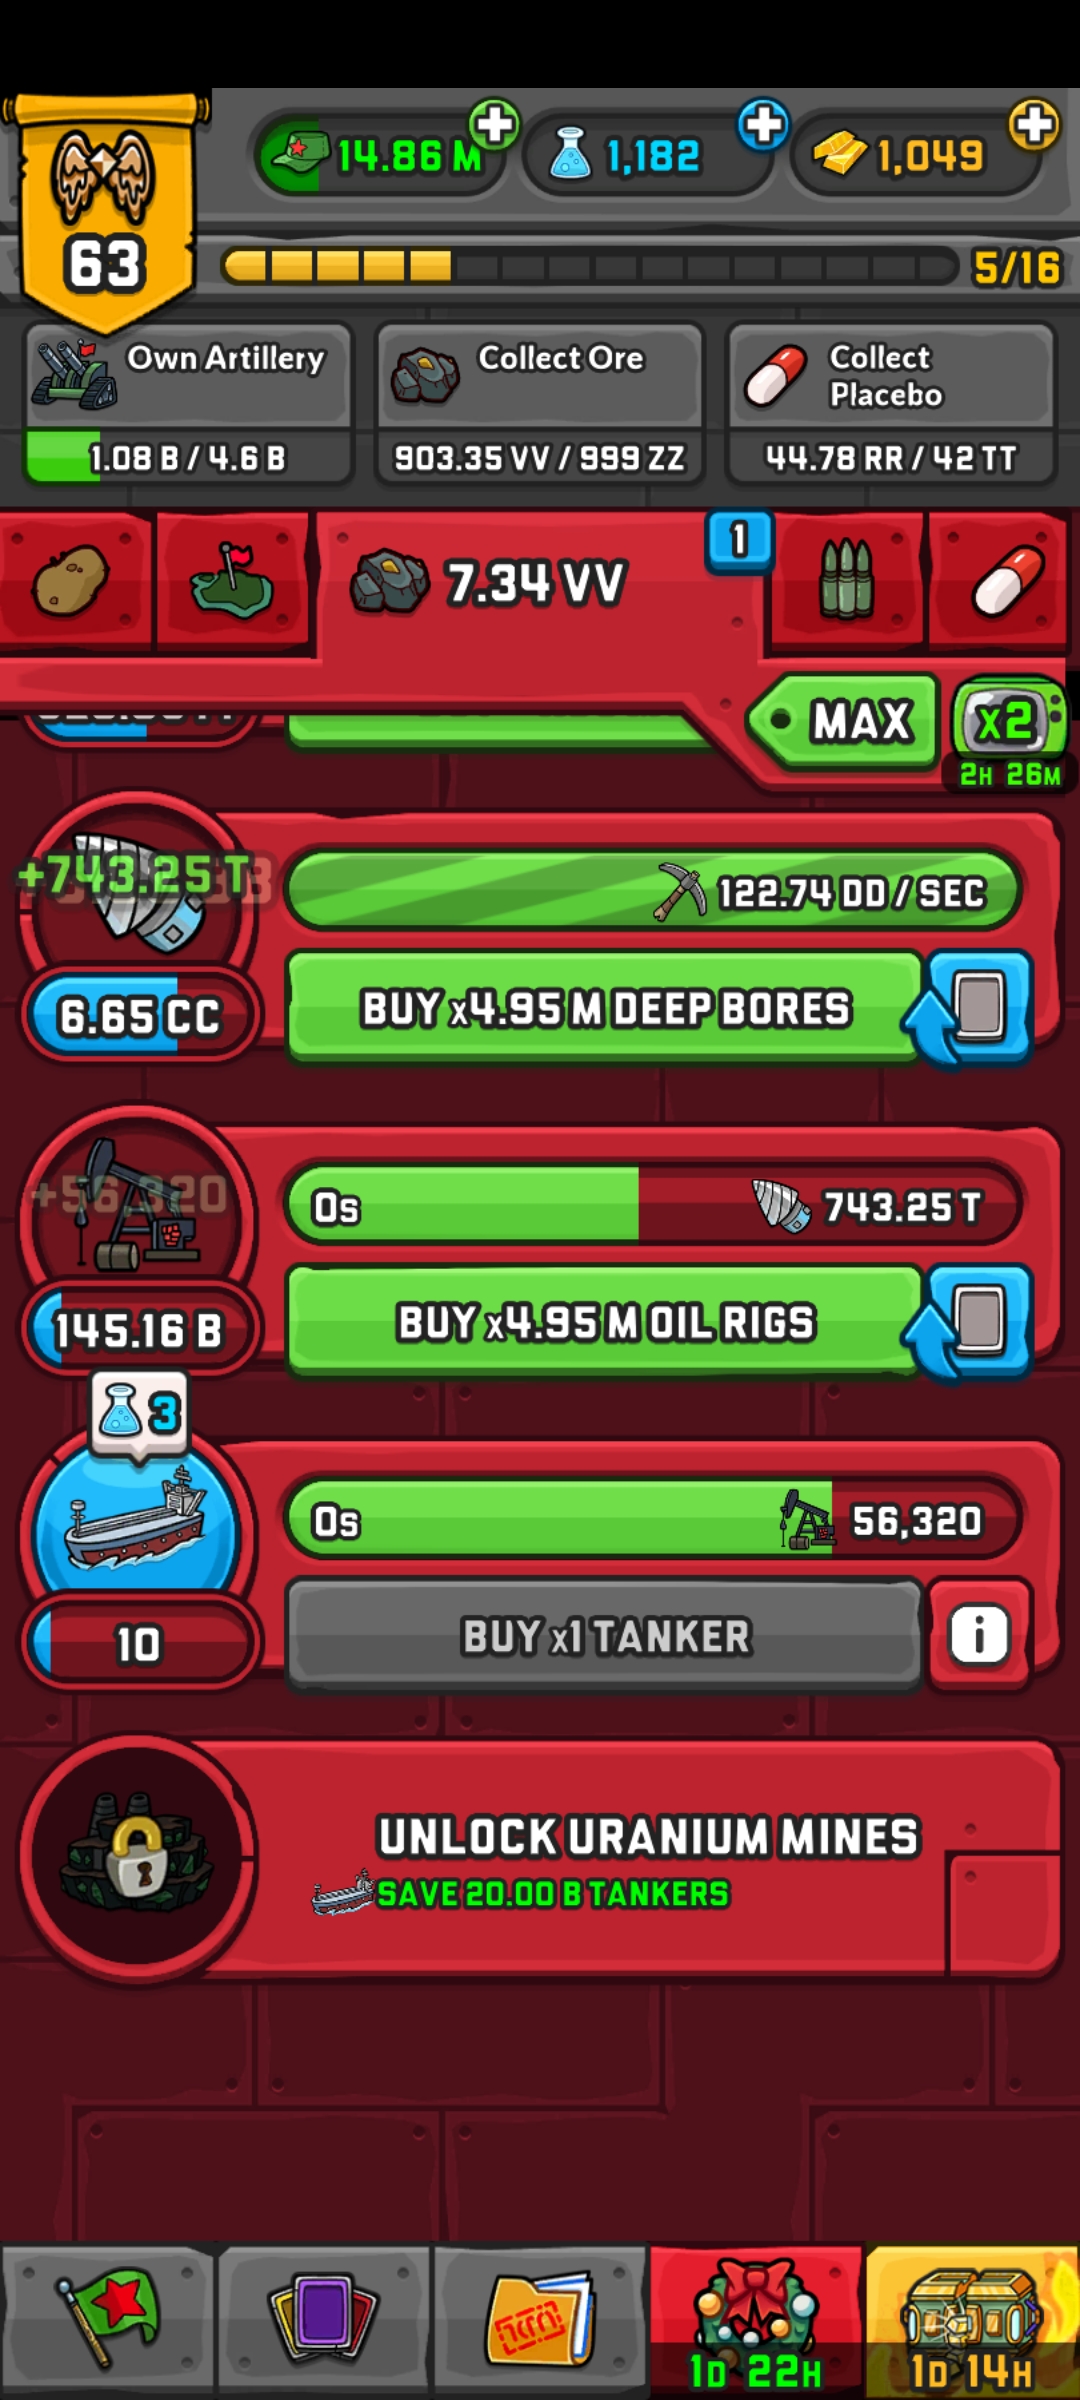 14.86 M
1,182
1,049
63
5/16
Own Artillery
1.08 B / 4.6 B
Collect Ore
903.35 VV / 999 ZZ
Collect
Placebo
44.78 RR / 42 TT
7.34 VV
1
MAX
x2
2H 26M
+743.25 T
122.74 DD / SEC
6.65 CC
BUY x4.95 M DEEP BORES
+56,320
0s
743.25 T
145.16 B
BUY x4.95 M OIL RIGS
3
0s
56,320
10
BUY x1 TANKER
i
UNLOCK URANIUM MINES
SAVE 20.00 B TANKERS
1D 22H
1D 14H